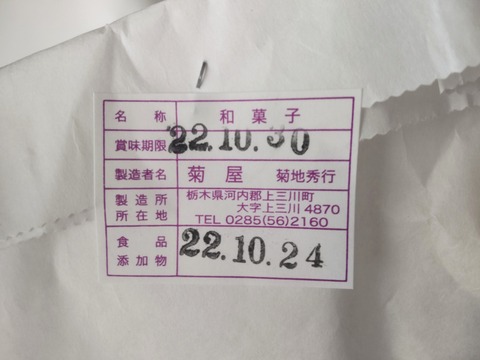 名称 和菓子
賞味期限 '22.10.30
製造者名 菊屋 菊地秀行
製造所所在地 栃木県河内郡上三川町
大字上三川 4870
TEL 0285(56)2160
食品添加物 22.10.24